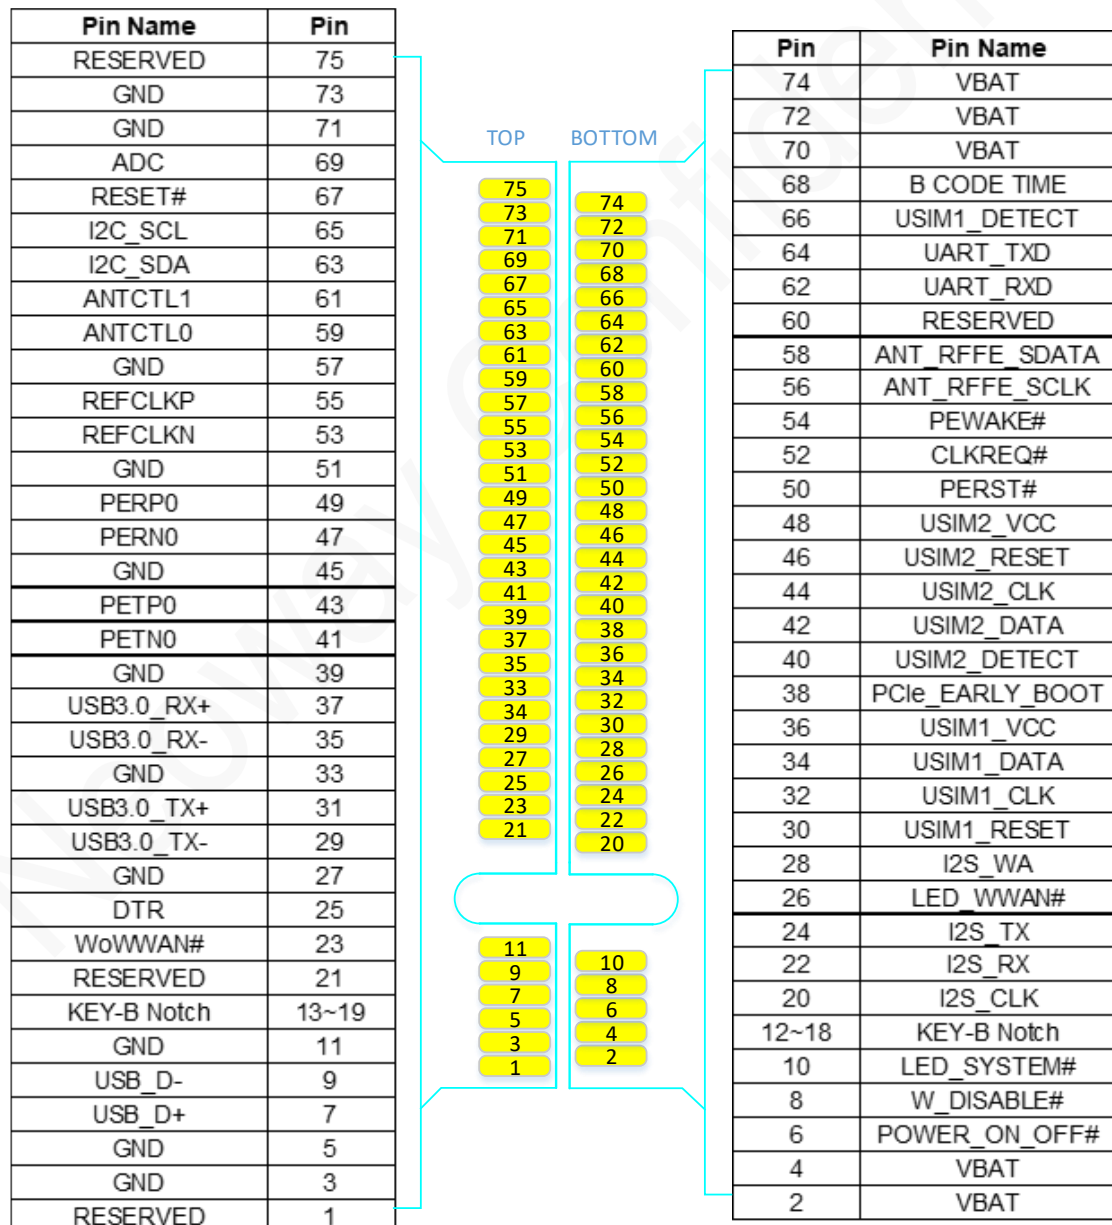 Pin Name Pin
RESERVED 75
GND 73
GND 71
ADC 69
RESET# 67
I2C_SCL 65
I2C_SDA 63
ANTCTL1 61
ANTCTL0 59
GND 57
REFCLKP 55
REFCLKN 53
GND 51
PERP0 49
PERN0 47
GND 45
PETP0 43
PETN0 41
GND 39
USB3.0_RX+ 37
USB3.0_RX- 35
GND 33
USB3.0_TX+ 31
USB3.0_TX- 29
GND 27
DTR 25
WoWWAN# 23
RESERVED 21
KEY-B Notch 13~19
GND 11
USB_D- 9
USB_D+ 7
GND 5
GND 3
RESERVED 1
TOP
75
73
71
69
67
65
63
61
59
57
55
53
51
49
47
45
43
41
39
37
35
33
34
29
27
25
23
21
11
9
7
5
3
1
BOTTOM
74
72
70
68
66
64
62
60
58
56
54
52
50
48
46
44
42
40
38
36
34
32
30
28
26
24
22
20
10
8
6
4
2
Pin Pin Name
74 VBAT
72 VBAT
70 VBAT
68 B CODE TIME
66 USIM1_DETECT
64 UART_TXD
62 UART_RXD
60 RESERVED
58 ANT_RFFE_SDATA
56 ANT_RFFE_SCLK
54 PEWAKE#
52 CLKREQ#
50 PERST#
48 USIM2_VCC
46 USIM2_RESET
44 USIM2_CLK
42 USIM2_DATA
40 USIM2_DETECT
38 PCIe_EARLY_BOOT
36 USIM1_VCC
34 USIM1_DATA
32 USIM1_CLK
30 USIM1_RESET
28 I2S_WA
26 LED_WWAN#
24 I2S_TX
22 I2S_RX
20 I2S_CLK
12~18 KEY-B Notch
10 LED_SYSTEM#
8 W_DISABLE#
6 POWER_ON_OFF#
4 VBAT
2 VBAT